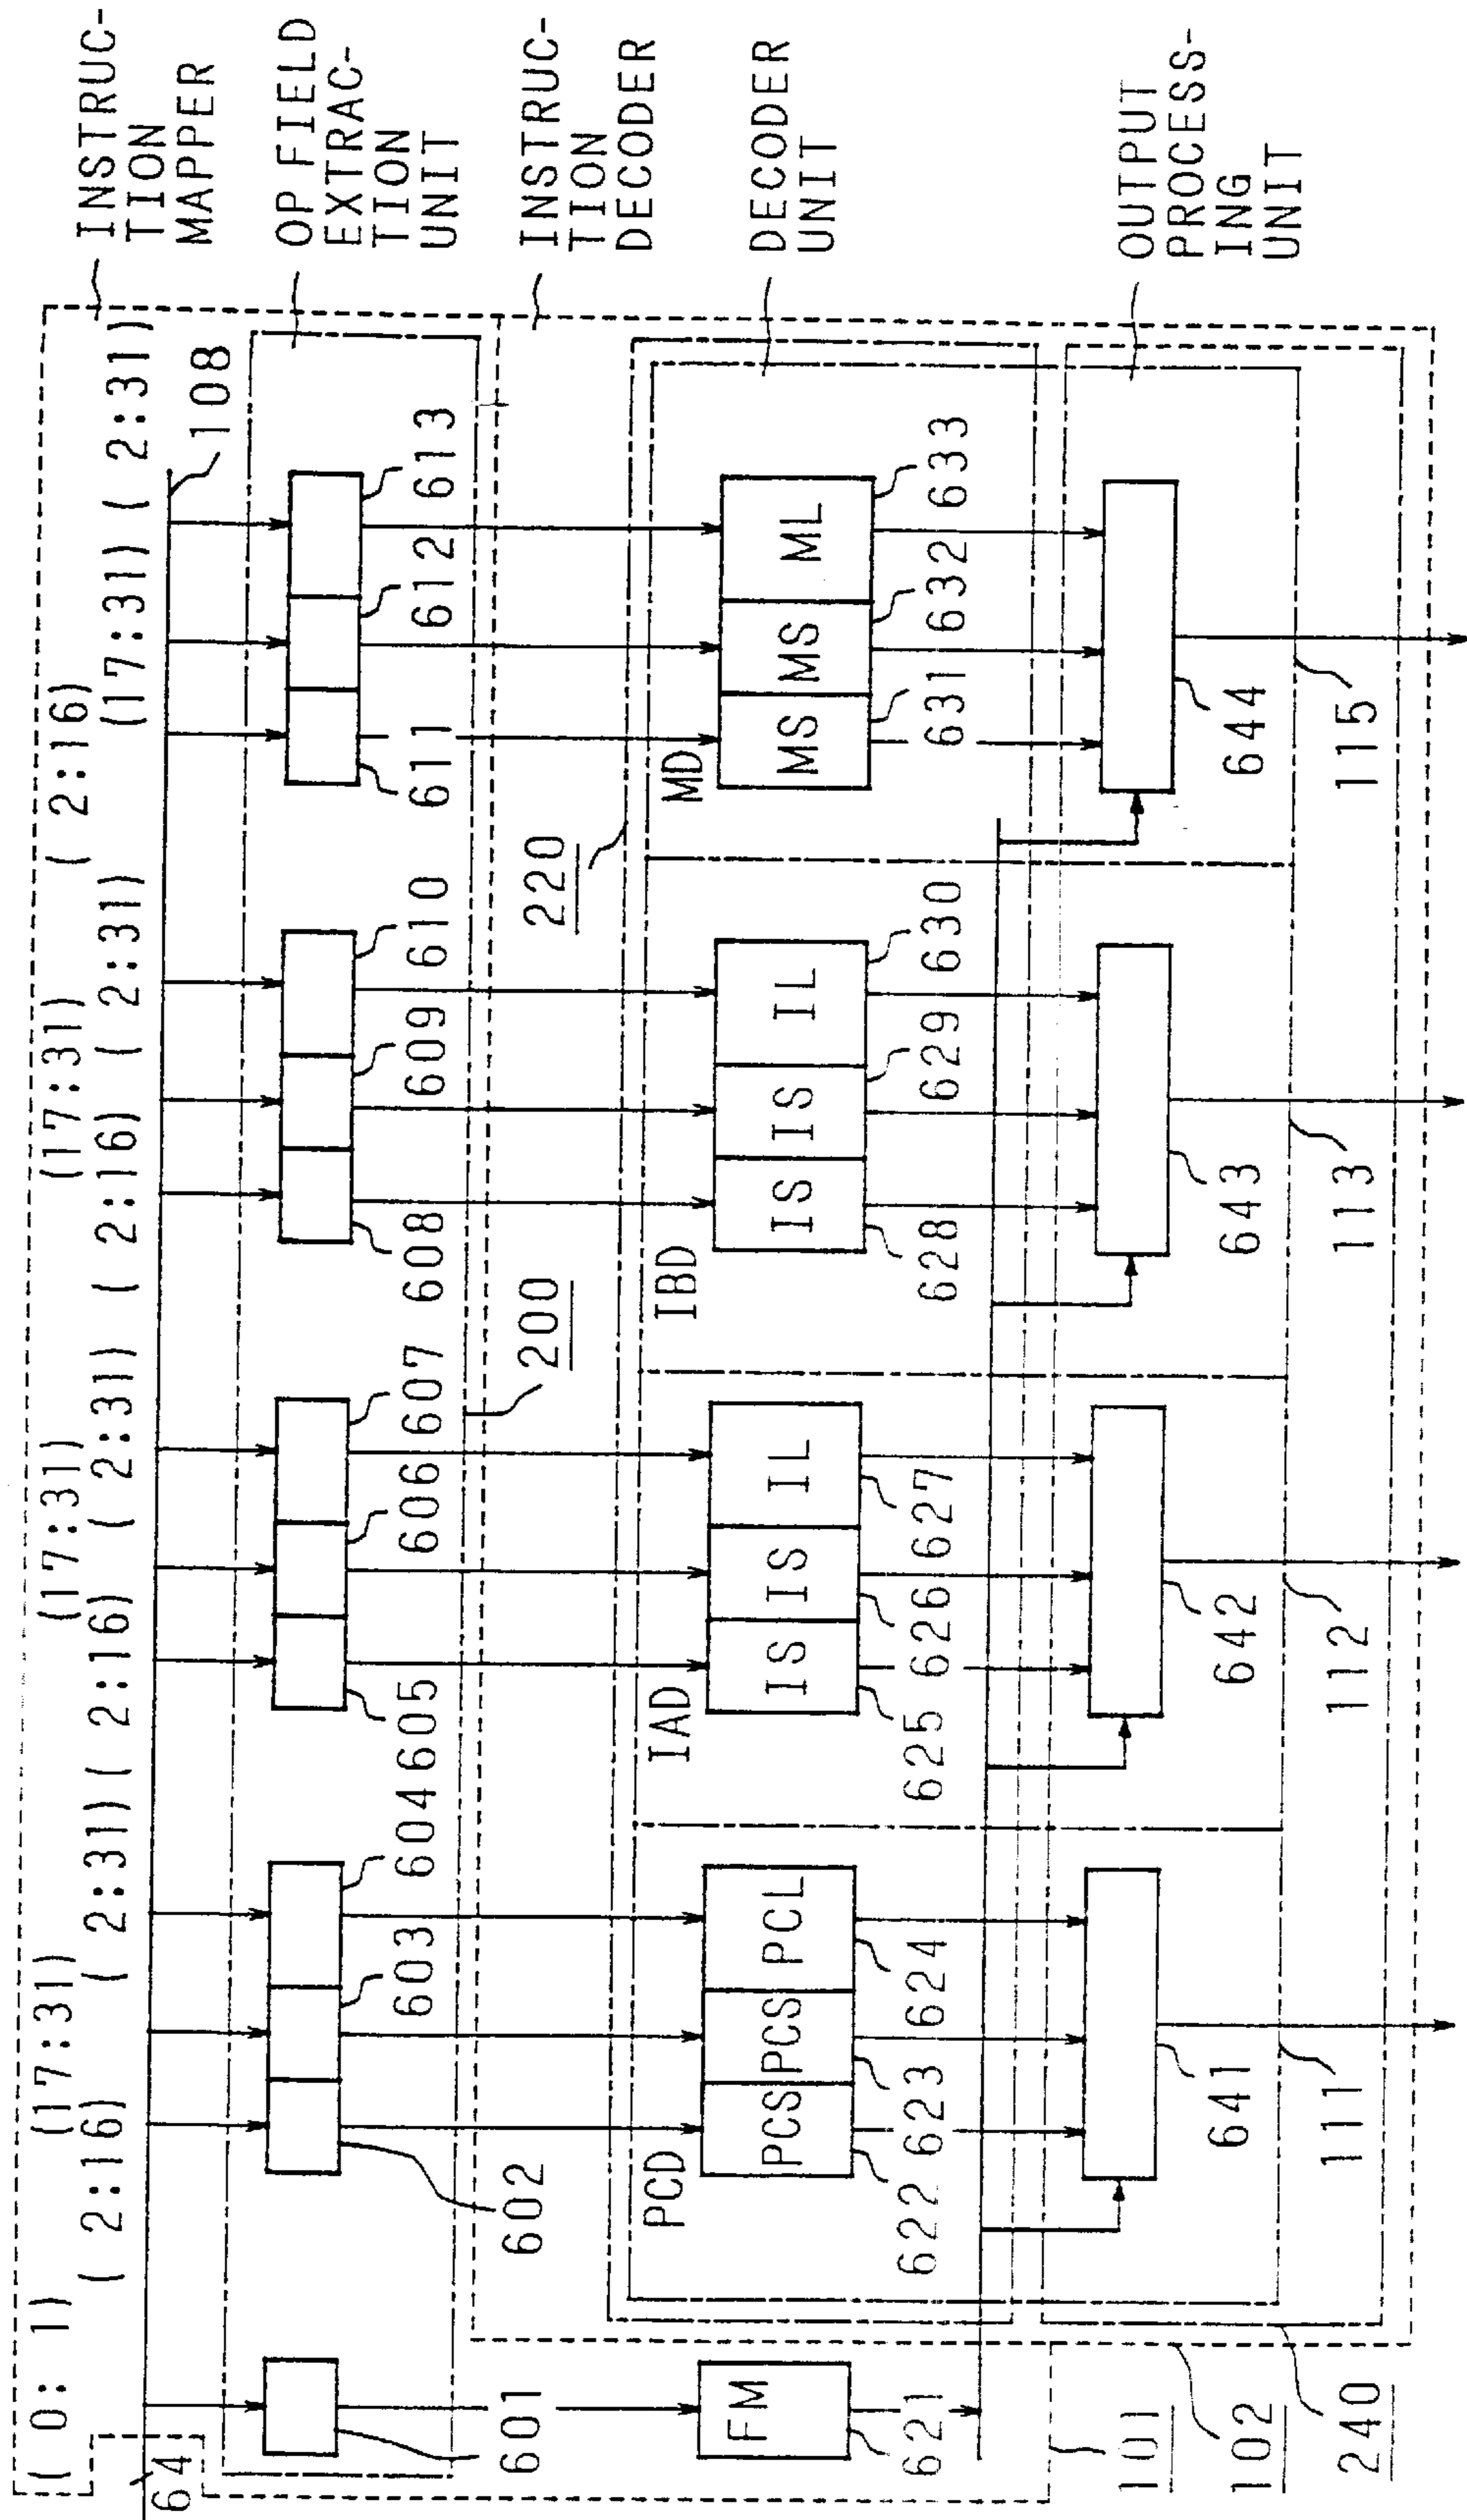 INSTRUC-
TION
MAPPER
OP FIELD
EXTRAC-
TION
UNIT
INSTRUC-
TION
DECODER
DECODER
UNIT
OUTPUT
PROCESS-
ING
UNIT
( 0: 1)
( 2:16)
(17:31)
( 2:31)
( 2:16)
(17:31)
( 2:31)
( 2:16)
(17:31)
( 2:31)
( 2:16)
(17:31)
( 2:31)
64
108
601
602
603
604
605
606
607
608
609
610
611
612
613
200
220
PCD
IAD
IBD
MD
FM
PCS
PCS
PCL
IS
IS
IL
IS
IS
IL
MS
MS
ML
621
622
623
624
625
626
627
628
629
630
631
632
633
641
642
643
644
111
112
113
115
101
102
240